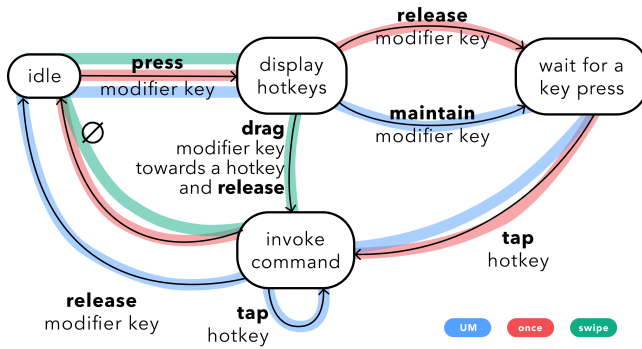 release
modifier key
idle
press
modifier key
display
hotkeys
wait for a
key press
maintain
modifier key
∅
drag
modifier key
towards a hotkey
and release
invoke
command
tap
hotkey
release
modifier key
tap
hotkey
UM
once
swipe